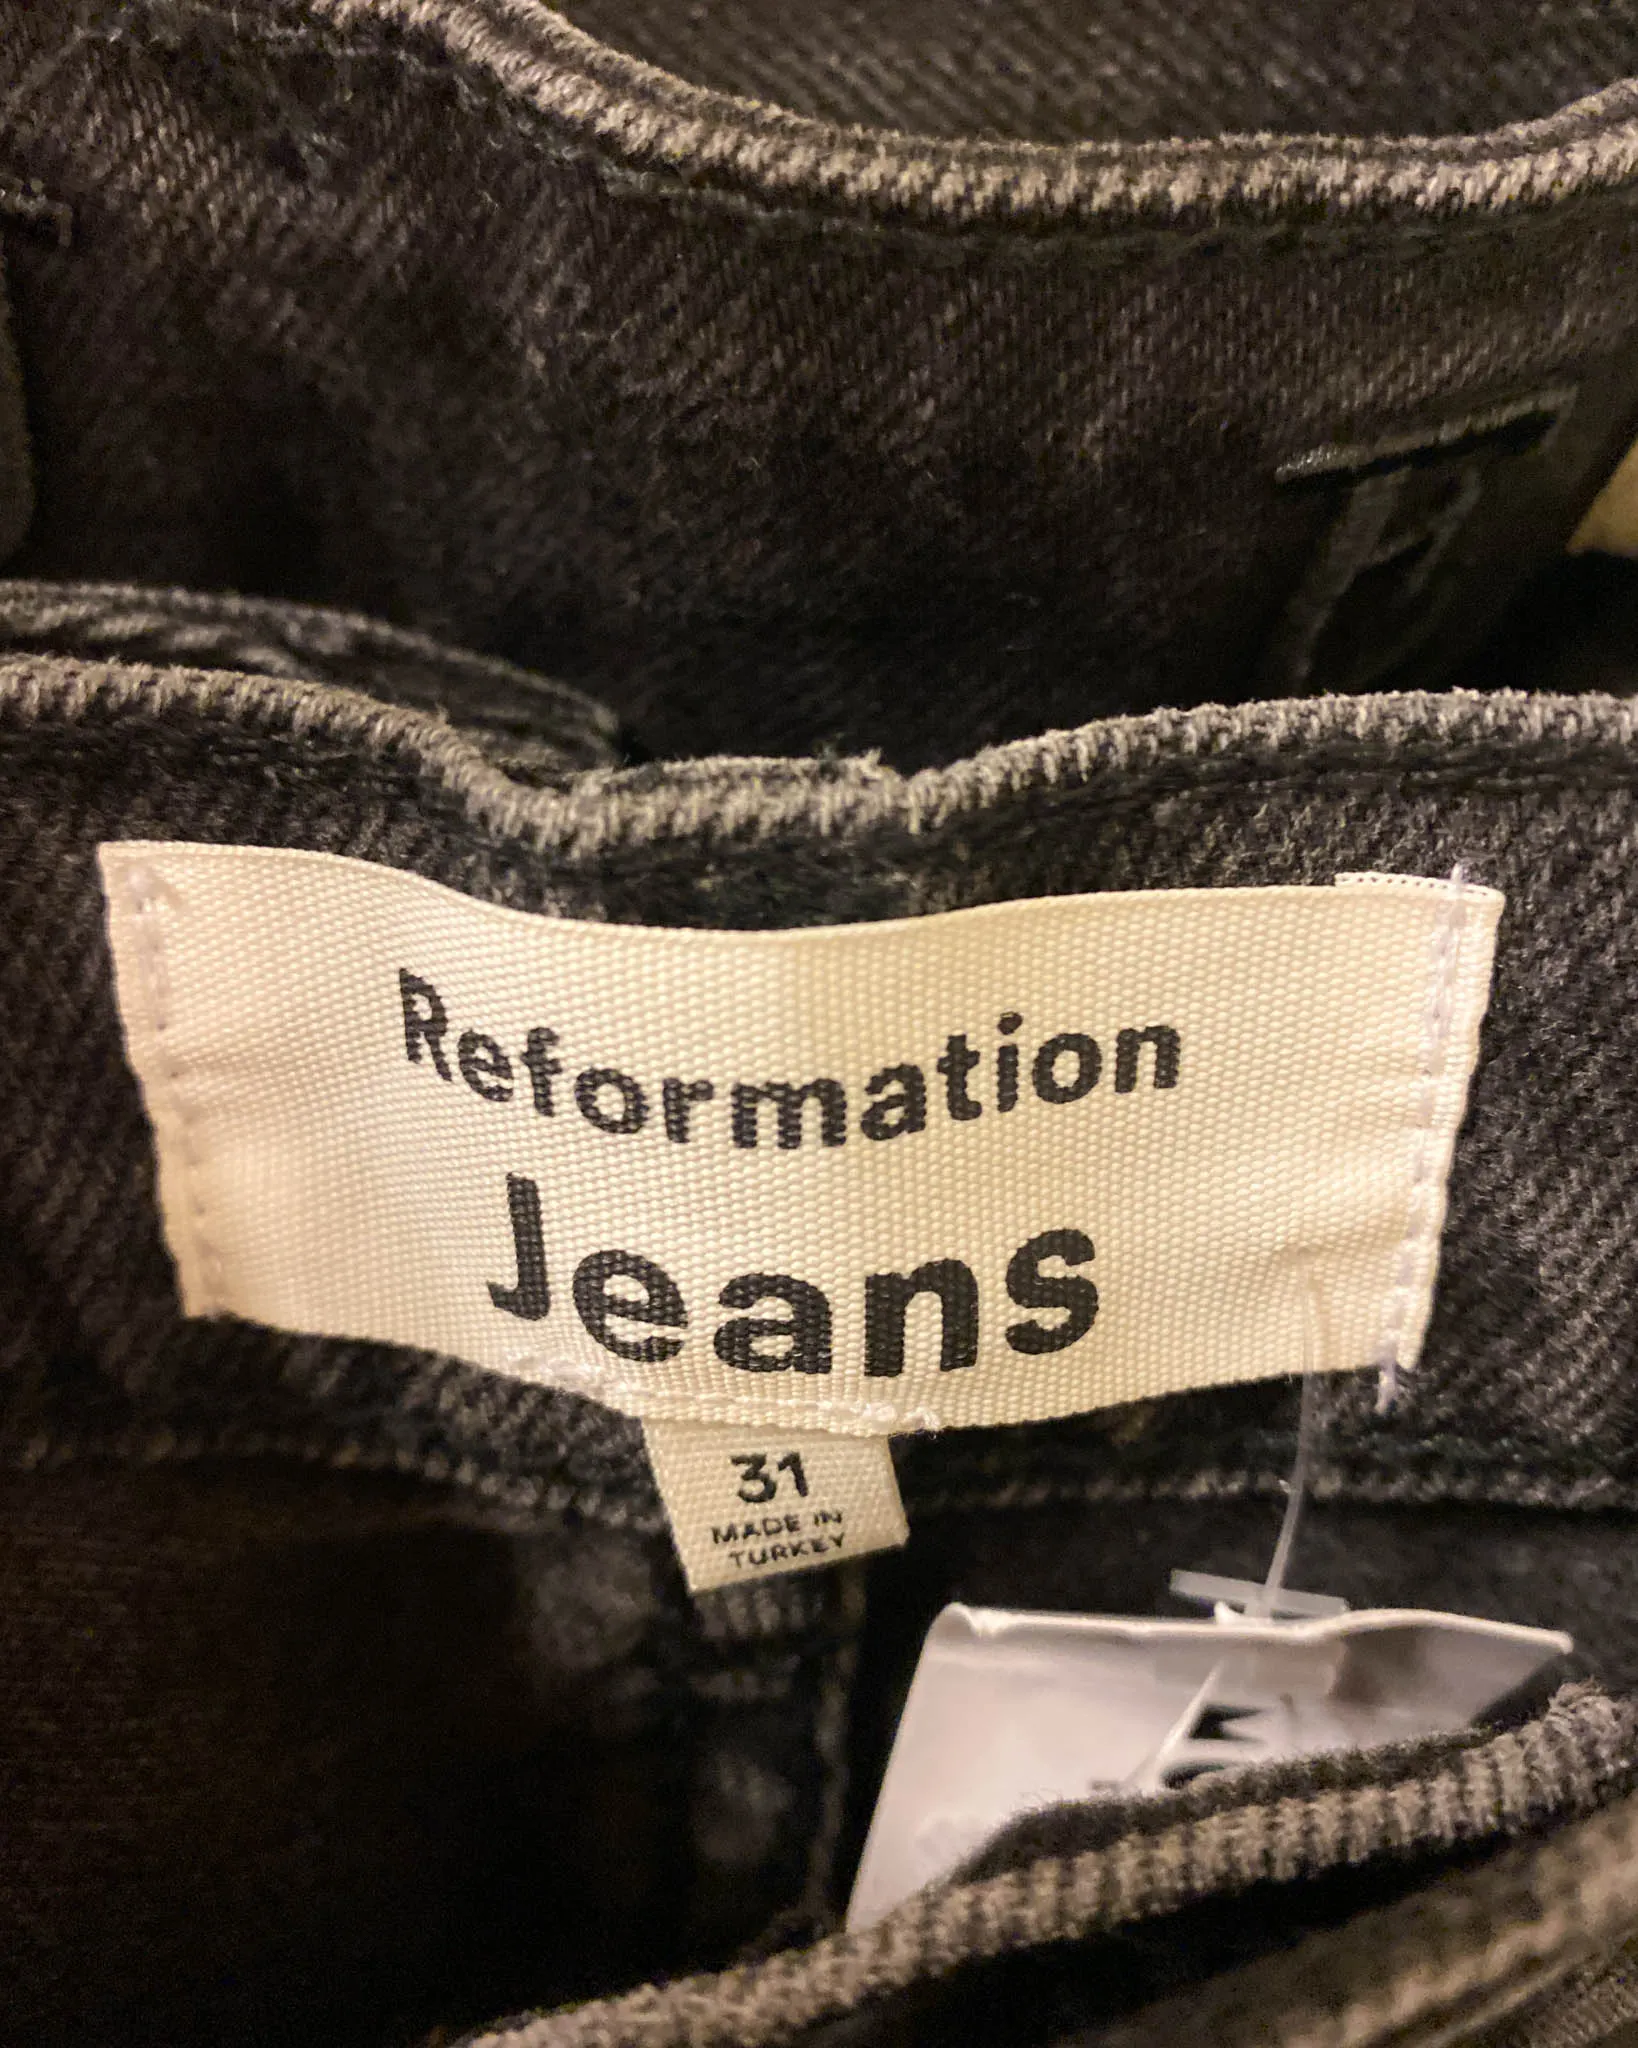 Reformation
Jeans
31
MADE IN
TURKEY